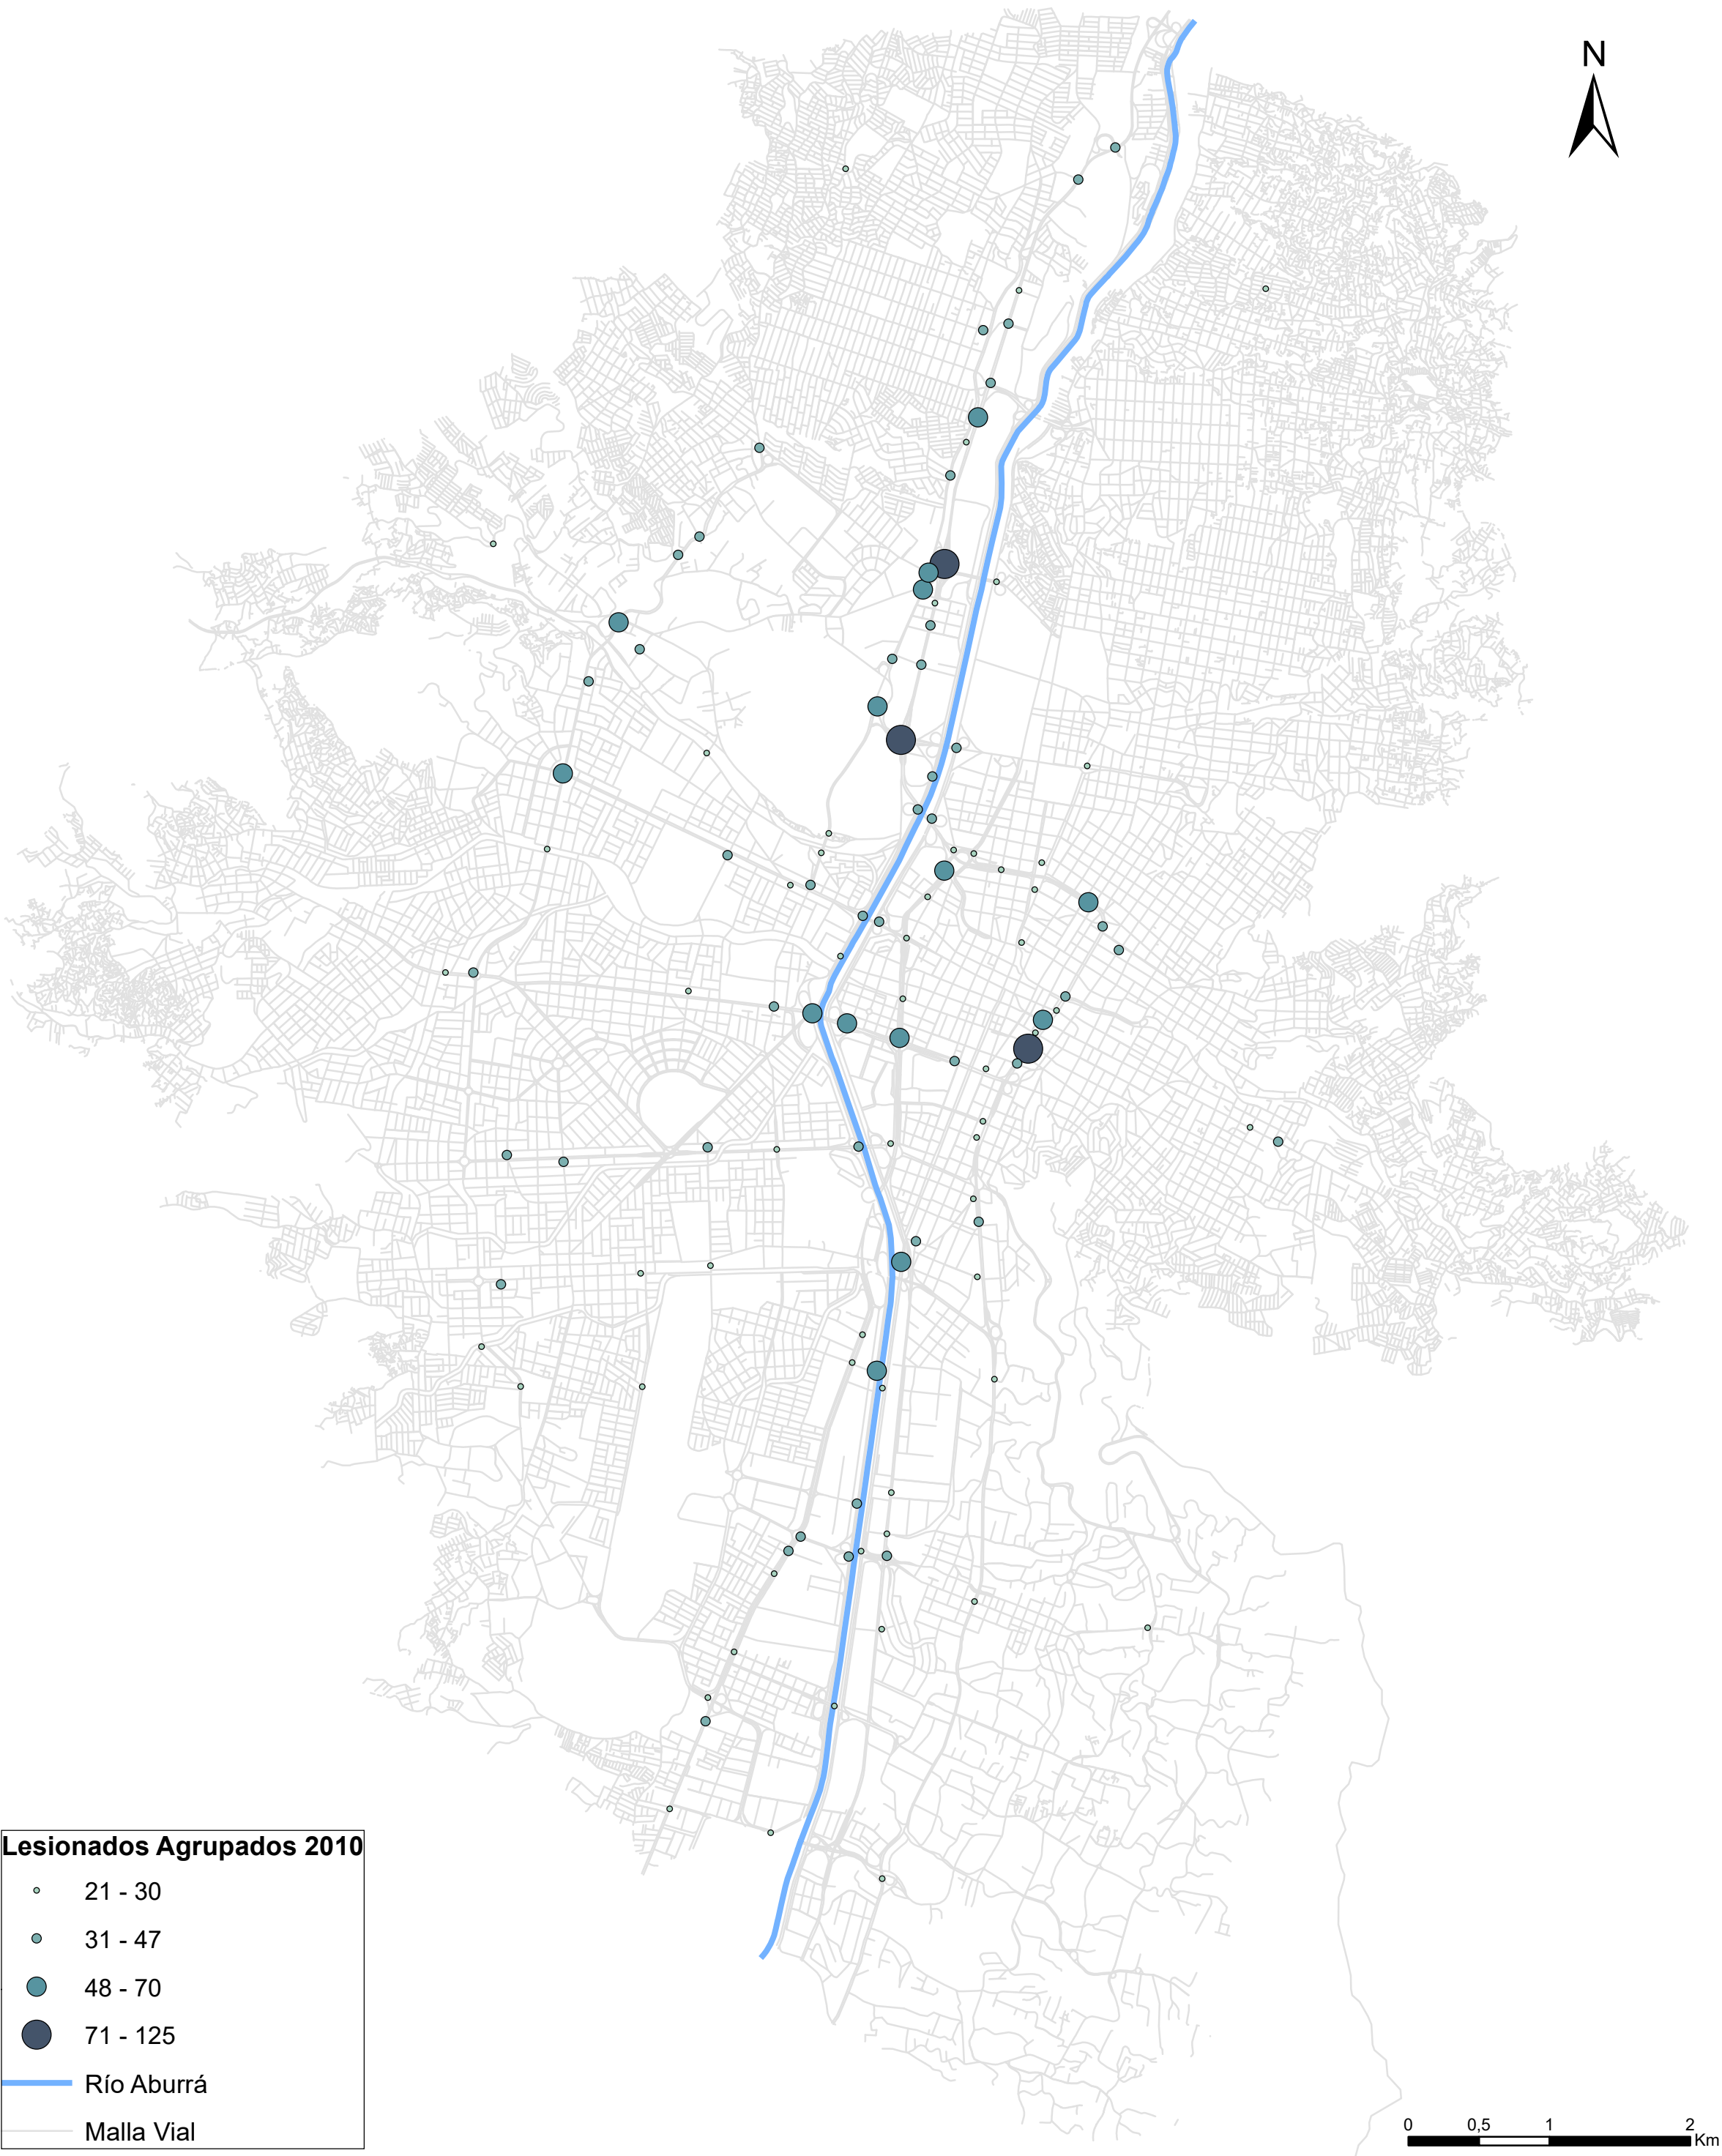 N
Lesionados Agrupados 2010
21 - 30
31 - 47
48 - 70
71 - 125
Río Aburrá
Malla Vial
0 0,5 1 2
Km